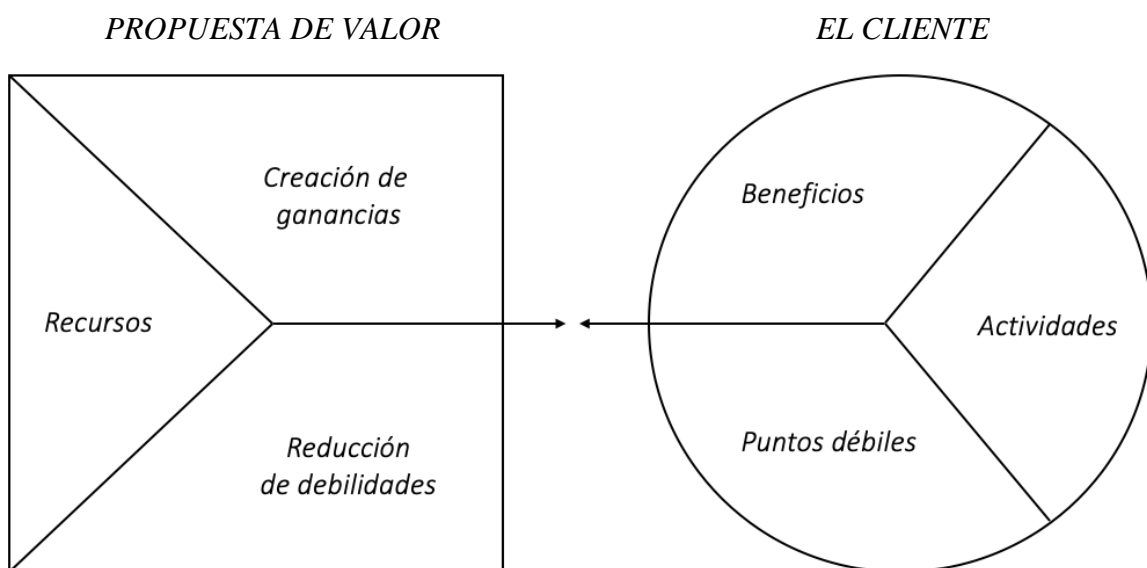 PROPUESTA DE VALOR
EL CLIENTE
Creación de
ganancias
Recursos
Reducción
de debilidades
Beneficios
Actividades
Puntos débiles